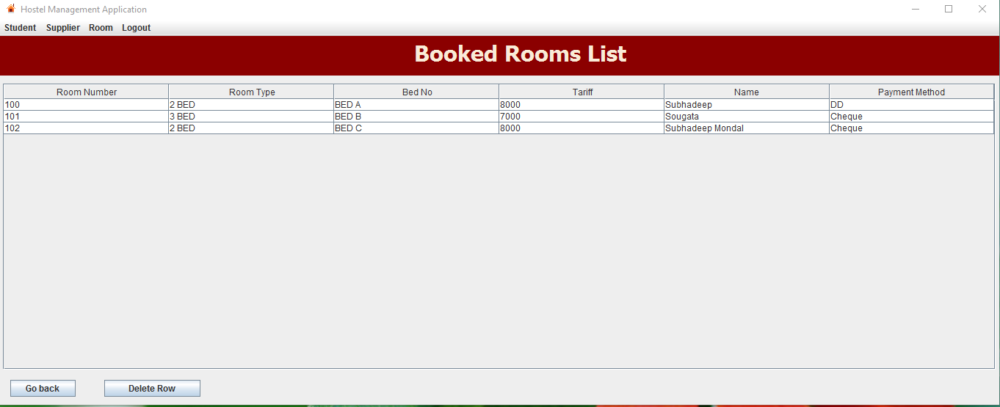 Hostel Management Application
Student Supplier Room Logout
Booked Rooms List
Room Number Room Type Bed No Tariff Name Payment Method
100 2 BED BED A 8000 Subhadeep DD
101 3 BED BED B 7000 Sougata Cheque
102 2 BED BED C 8000 Subhadeep Mondal Cheque
Go back Delete Row